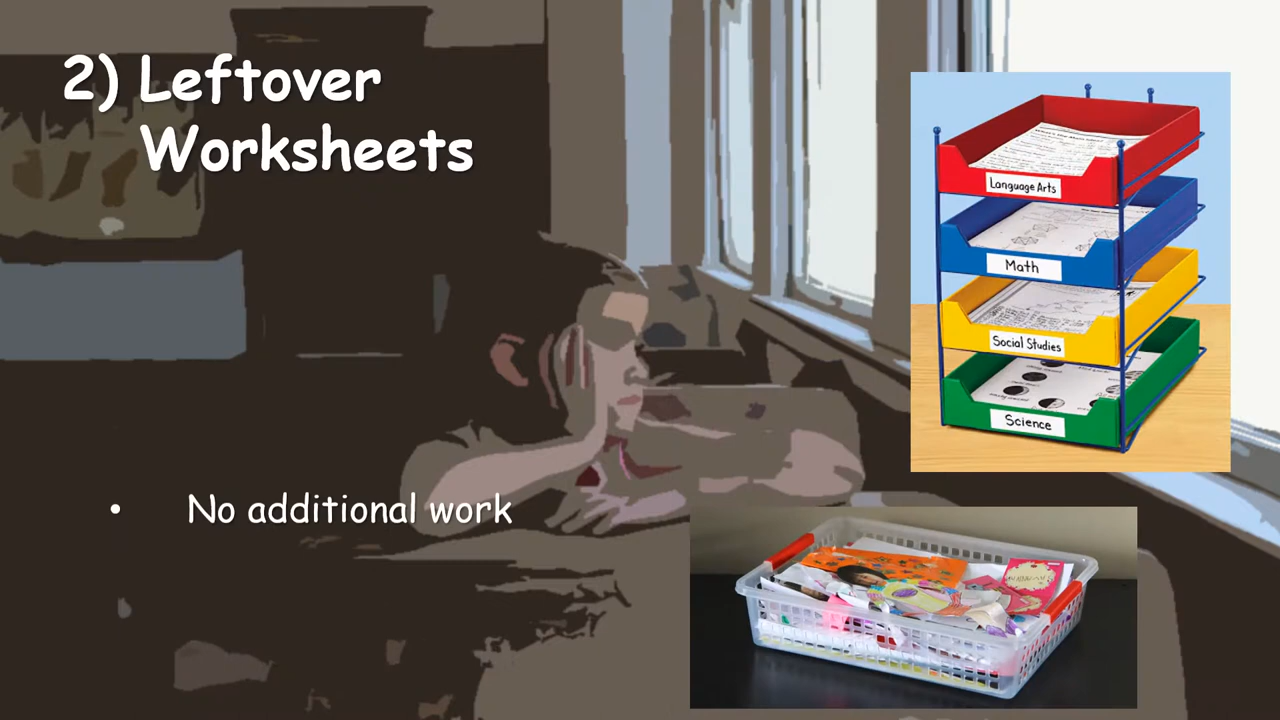 2) Leftover
Worksheets
Language Arts
Math
Social Studies
Science
• No additional work